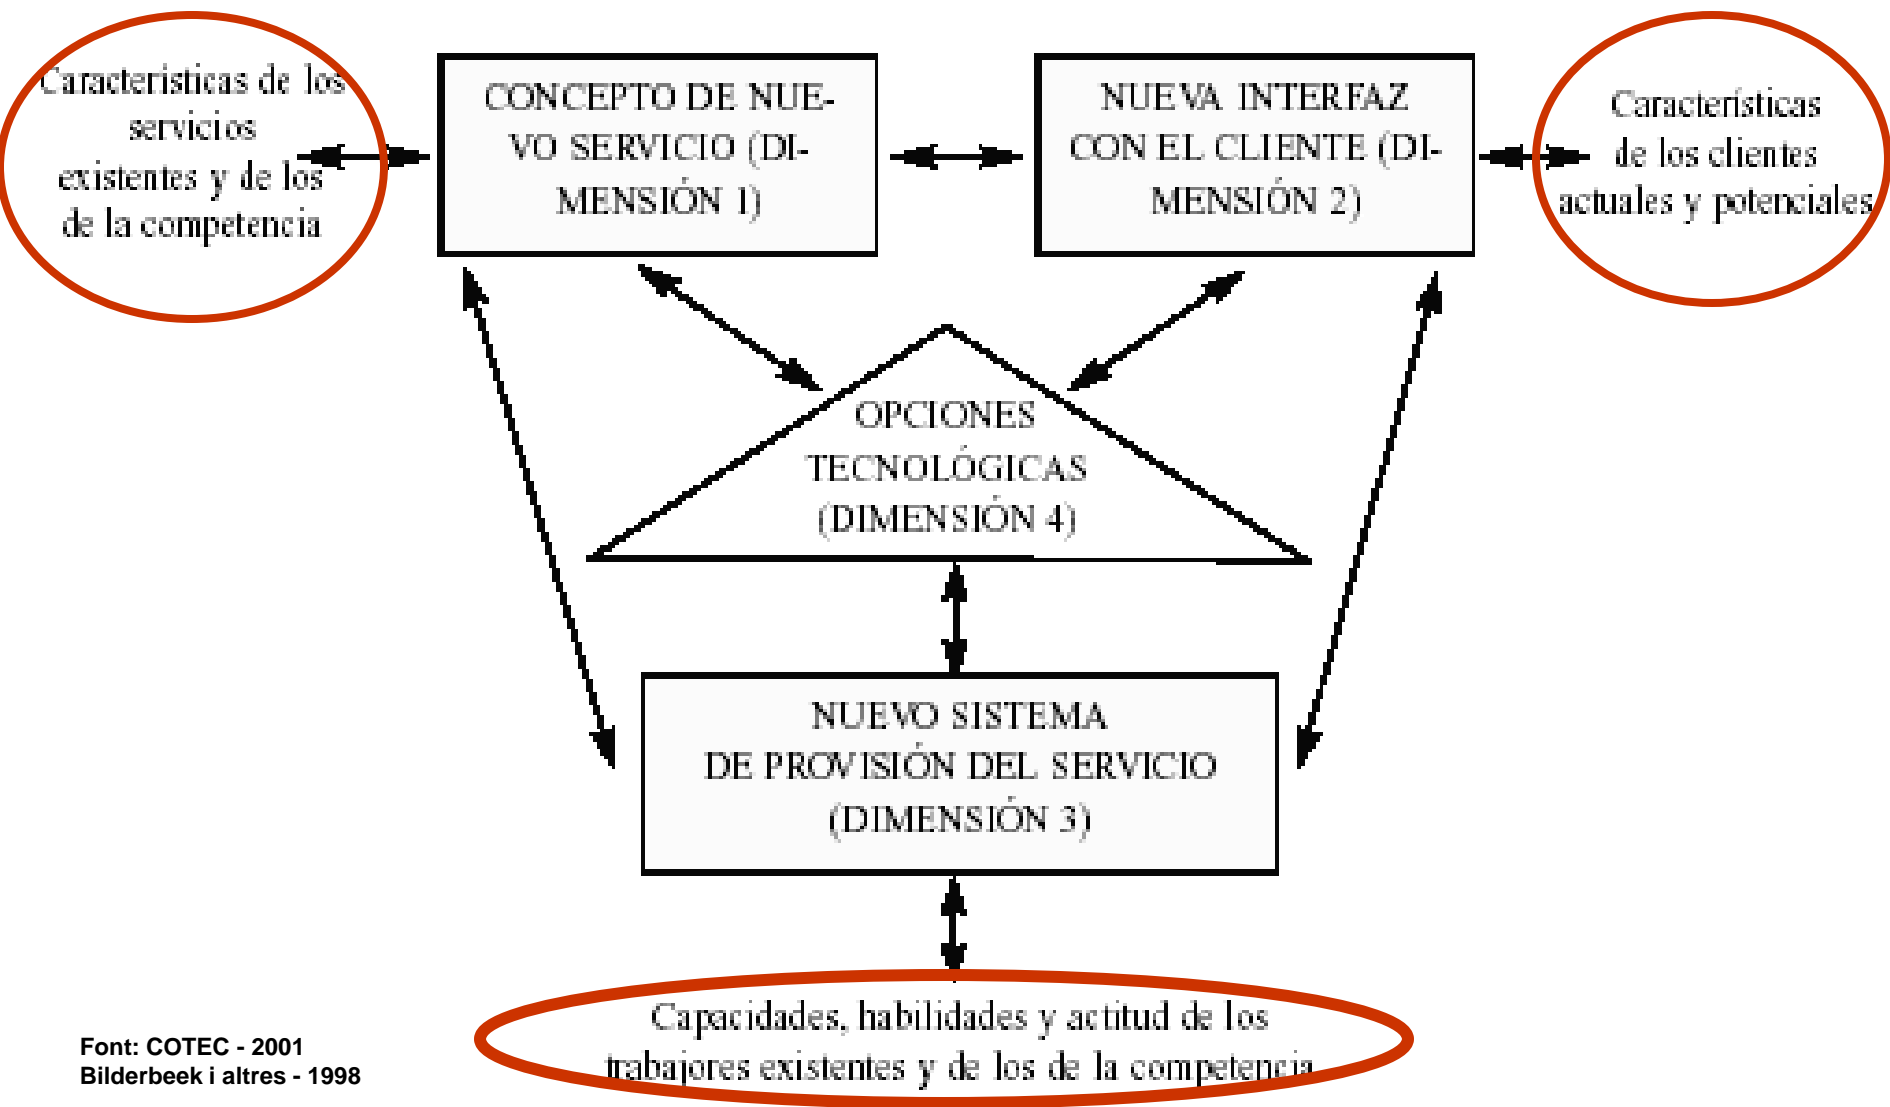 Características de los
servicios
existentes y de los
de la competencia
CONCEPTO DE NUE-
VO SERVICIO (DI-
MENSIÓN 1)
NUEVA INTERFAZ
CON EL CLIENTE (DI-
MENSIÓN 2)
Características
de los clientes
actuales y potenciales
OPCIONES
TECNOLÓGICAS
(DIMENSIÓN 4)
NUEVO SISTEMA
DE PROVISIÓN DEL SERVICIO
(DIMENSIÓN 3)
Capacidades, habilidades y actitud de los
trabajores existentes y de los de la competencia
Font: COTEC - 2001
Bilderbeek i altres - 1998